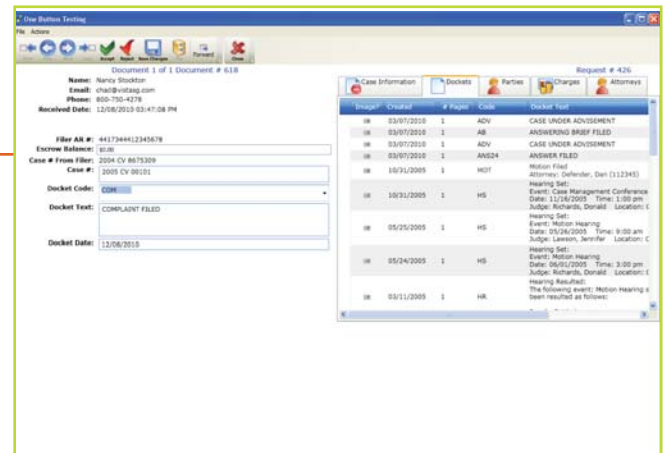 One Button Testing
File Actions
Accept Reject Save Changes Forward Close
Document 1 of 1 Document # 618
Request # 426
Name: Nancy Stockton
Email: chad@vistasg.com
Phone: 800-750-4278
Received Date: 12/08/2010 03:47:08 PM
Filer AR #: 4417344412345678
Escrow Balance: $0.00
Case # From Filer: 2004 CV 8675309
Case #: 2005 CV 00101
Docket Code: COM
Docket Text: COMPLAINT FILED
Docket Date: 12/08/2010
Case Information Dockets Parties Charges Attorneys
Image? Created # Pages Code Docket Text
03/07/2010 1 ADV CASE UNDER ADVISEMENT
03/07/2010 1 AB ANSWERING BRIEF FILED
03/07/2010 1 ADV CASE UNDER ADVISEMENT
03/07/2010 1 ANS24 ANSWER FILED
10/31/2005 1 MOT Motion Filed
Attorney: Defender, Dan (112345)
10/31/2005 1 HS Hearing Set:
Event: Case Management Conference
Date: 11/16/2005 Time: 1:00 pm
Judge: Richards, Donald Location: C
05/25/2005 1 HS Hearing Set:
Event: Motion Hearing
Date: 05/26/2005 Time: 9:00 am
Judge: Lawson, Jennifer Location: C
05/24/2005 1 HS Hearing Set:
Event: Motion Hearing
Date: 06/01/2005 Time: 3:00 pm
Judge: Richards, Donald Location: C
03/11/2005 1 HR Hearing Resulted:
The following event: Motion Hearing s
been resulted as follows: